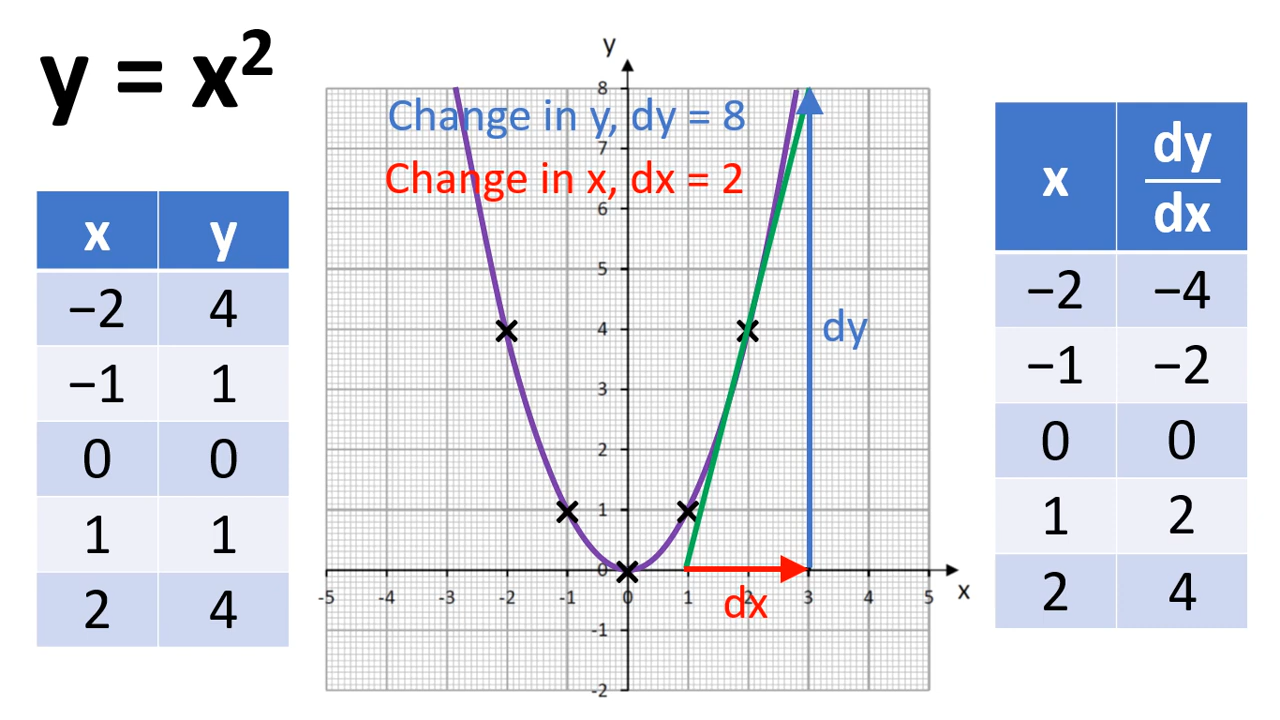 y = x²
x y
−2 4
−1 1
0 0
1 1
2 4
y
8
Change in y, dy = 8
7
Change in x, dx = 2
6
5
4
dy
3
2
1
0
-5 -4 -3 -2 -1 0 1 2 3 4 5 x
dx
-1
-2
x dy
dx
−2 −4
−1 −2
0 0
1 2
2 4